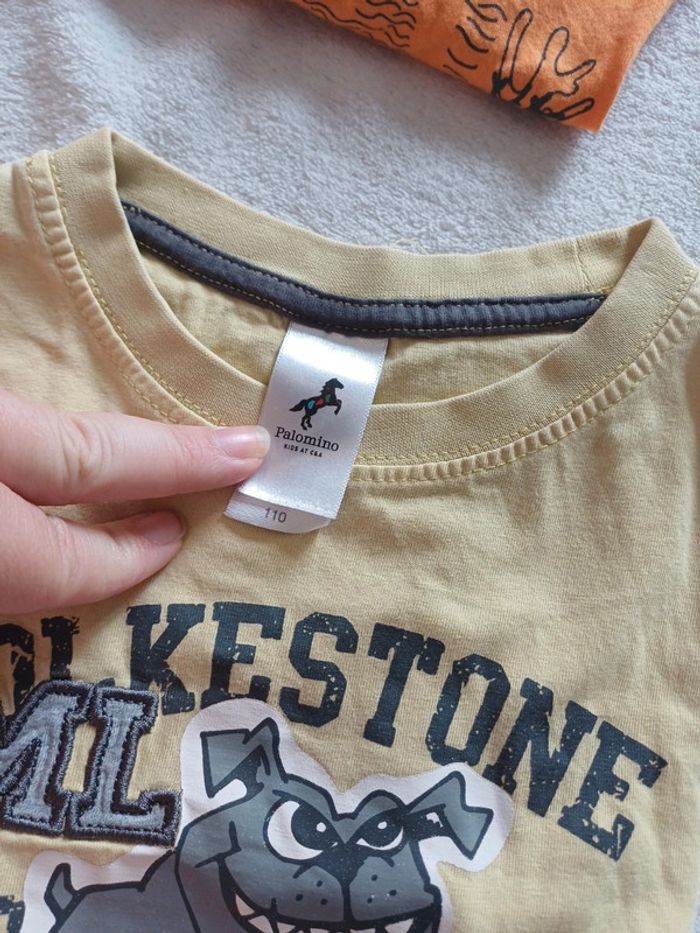 Palomino
KIDS AT C&A
110
OLKESTONE
ML